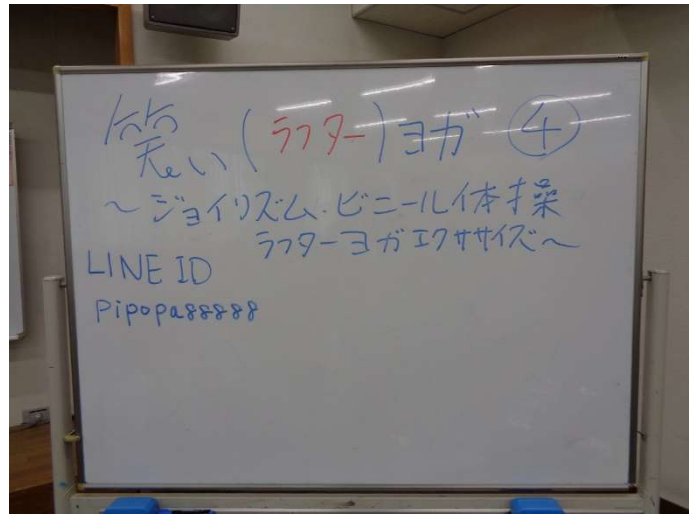 笑い(ラフター)ヨガ ④
～ジョイリズム・ビニール体操
ラフターヨガエクササイズ～
LINE ID
pipopa88888